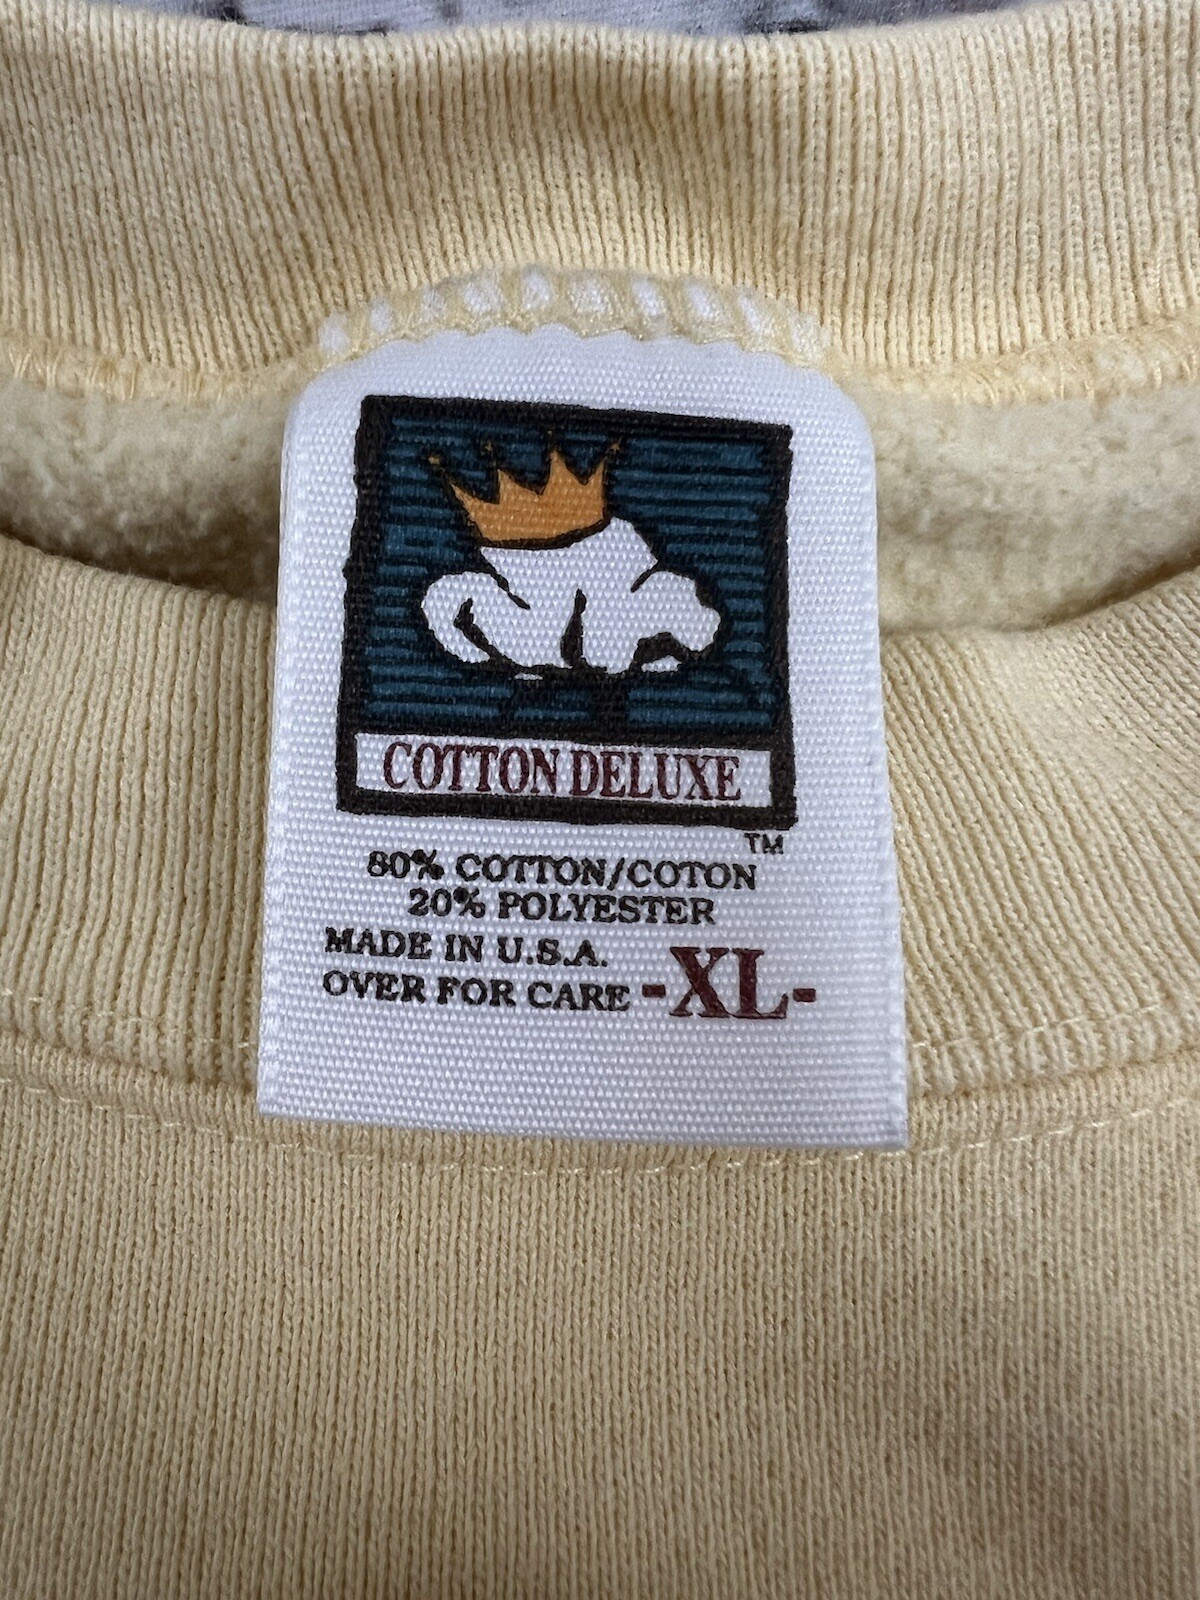 COTTON DELUXE
TM
80% COTTON/COTON
20% POLYESTER
MADE IN U.S.A.
OVER FOR CARE -XL-